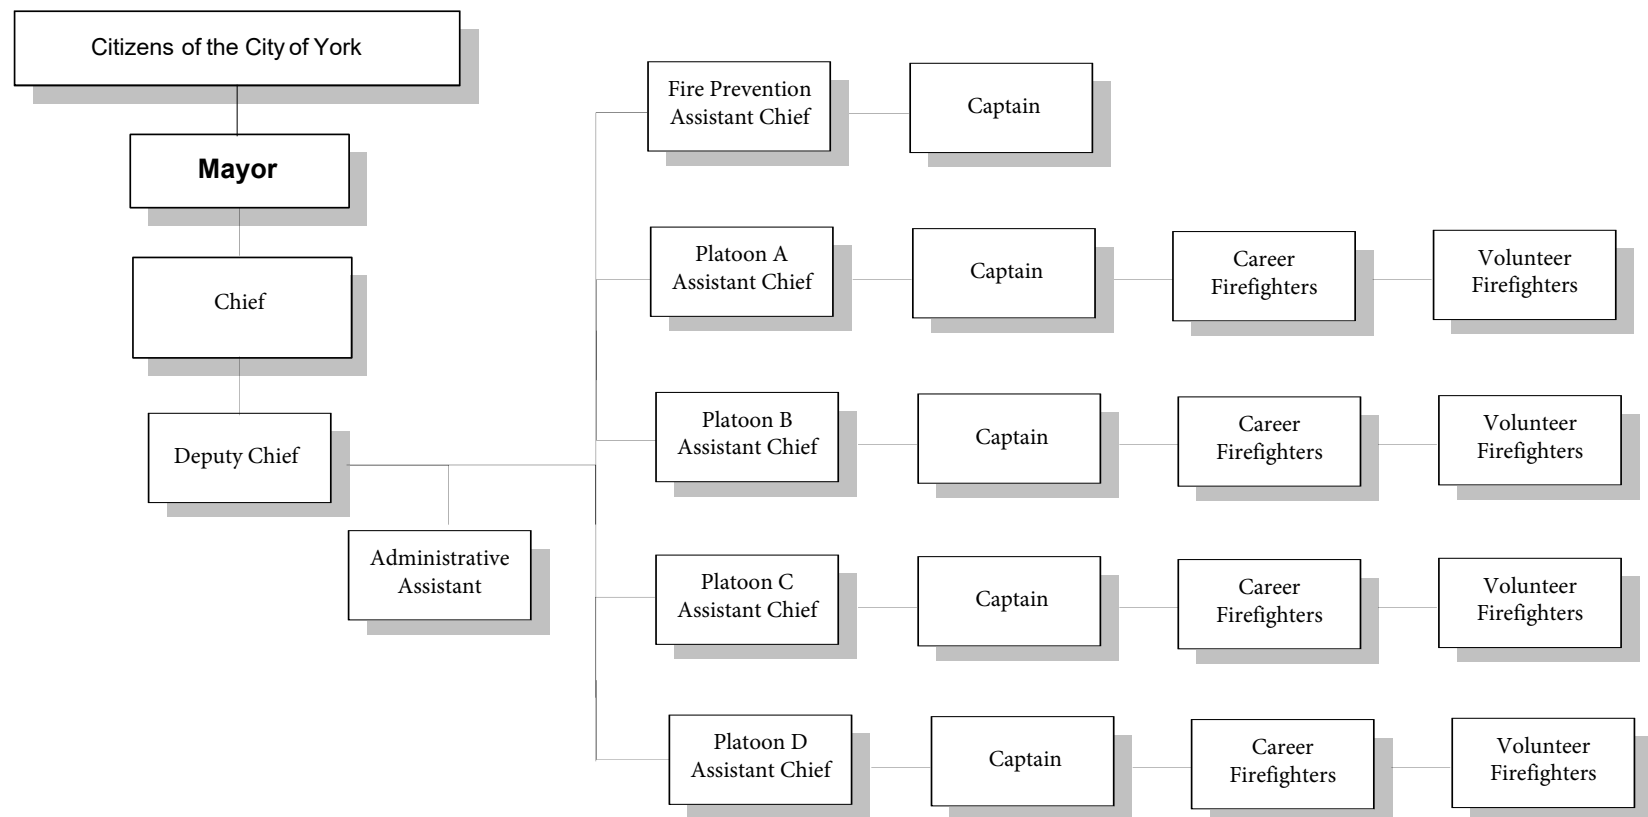 Citizens of the City of York
Mayor
Chief
Deputy Chief
Administrative
Assistant
Fire Prevention
Assistant Chief
Captain
Platoon A
Assistant Chief
Captain
Career
Firefighters
Volunteer
Firefighters
Platoon B
Assistant Chief
Captain
Career
Firefighters
Volunteer
Firefighters
Platoon C
Assistant Chief
Captain
Career
Firefighters
Volunteer
Firefighters
Platoon D
Assistant Chief
Captain
Career
Firefighters
Volunteer
Firefighters